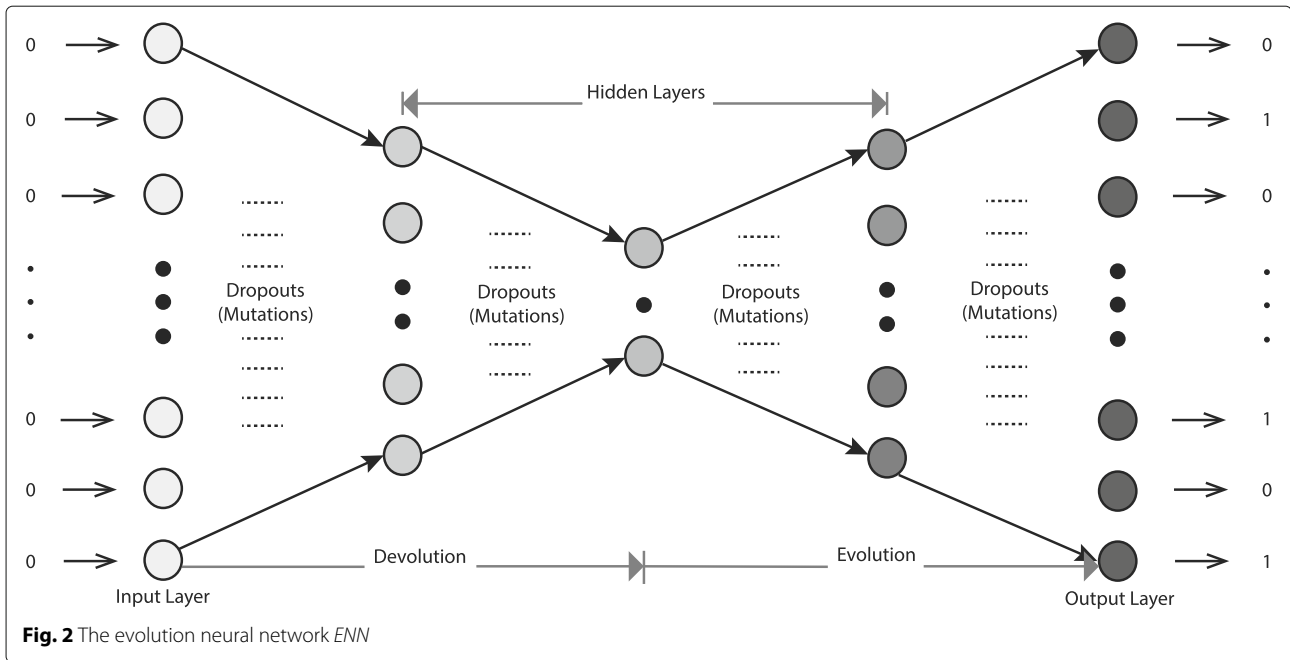 0 0
Hidden Layers
0 1
0 0
Dropouts
(Mutations)
Dropouts
(Mutations)
Dropouts
(Mutations)
Dropouts
(Mutations)
0 1
0 0
Devolution
Evolution
0 1
Input Layer
Output Layer
Fig. 2 The evolution neural network ENN